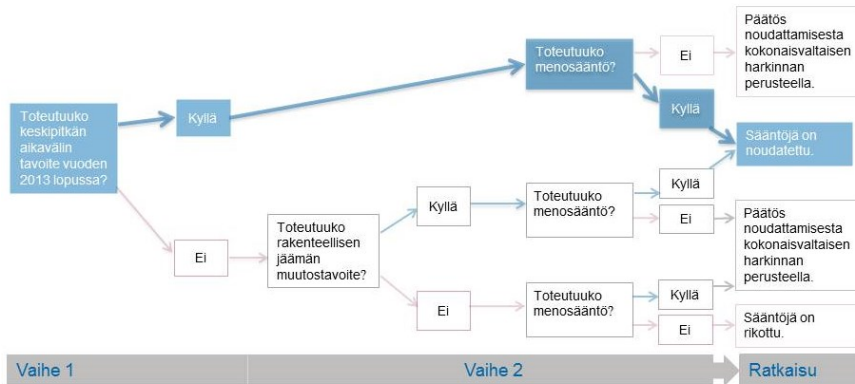 Toteutuuko
keskipitkän
aikavälin
tavoite vuoden
2013 lopussa?
Kyllä
Toteutuuko
menosääntö?
Ei
Päätös
noudattamisesta
kokonaisvaltaisen
harkinnan
perusteella.
Kyllä
Sääntöjä on
noudatettu.
Ei
Toteutuuko
rakenteellisen
jäämän
muutostavoite?
Kyllä
Toteutuuko
menosääntö?
Kyllä
Ei
Päätös
noudattamisesta
kokonaisvaltaisen
harkinnan
perusteella.
Ei
Toteutuuko
menosääntö?
Kyllä
Ei
Sääntöjä on
rikottu.
Vaihe 1
Vaihe 2
Ratkaisu